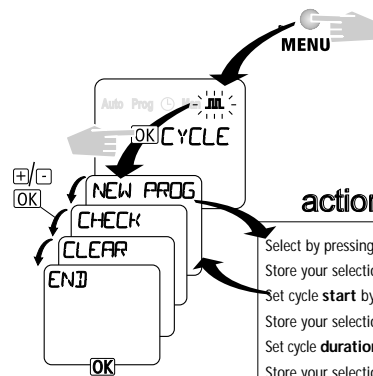 MENU
Auto Prog
OK CYCLE
+/-
OK
NEW PROG
CHECK
CLEAR
END
OK
action
Select by pressing
Store your selectio
Set cycle start by
Store your selectio
Set cycle duration
Store your selectio